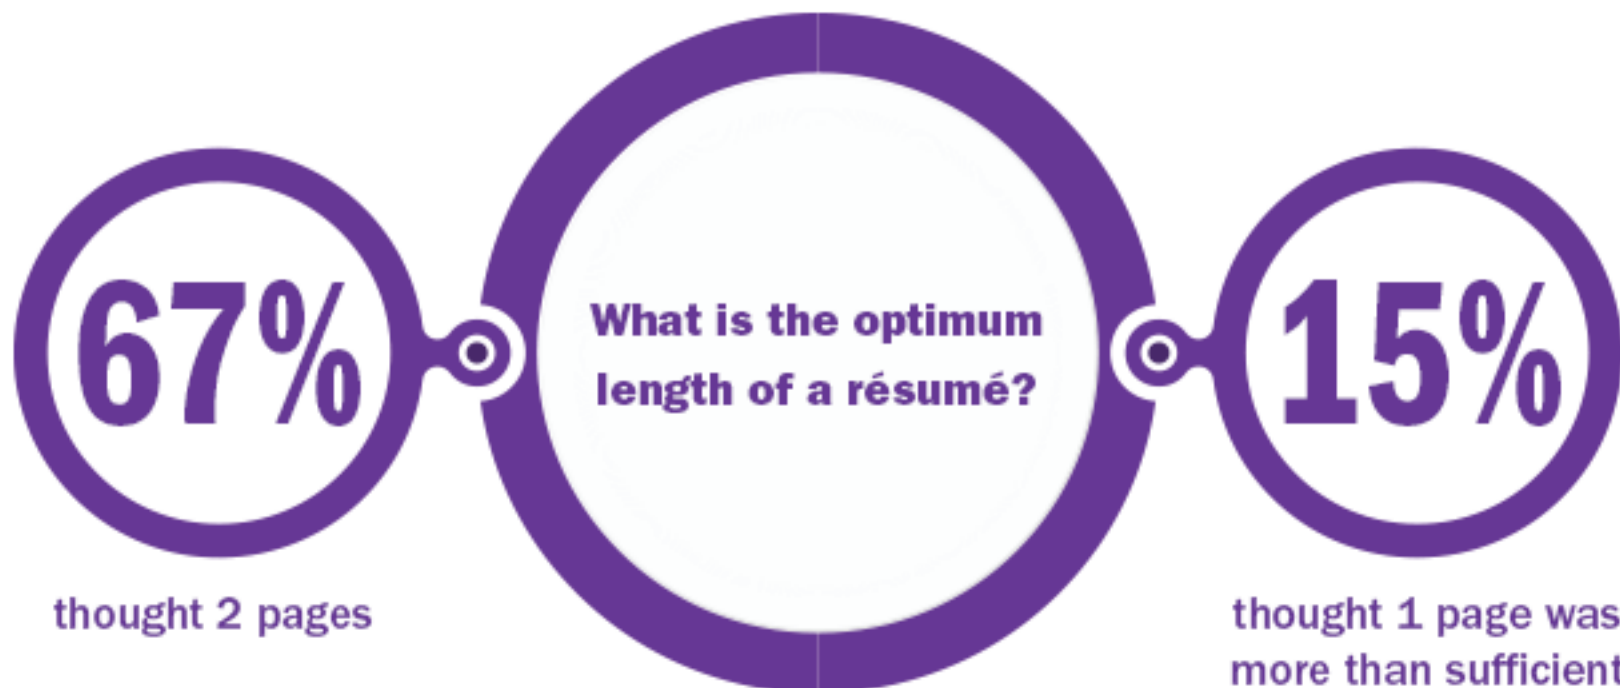 67%
thought 2 pages
What is the optimum
length of a résumé?
15%
thought 1 page was
more than sufficient